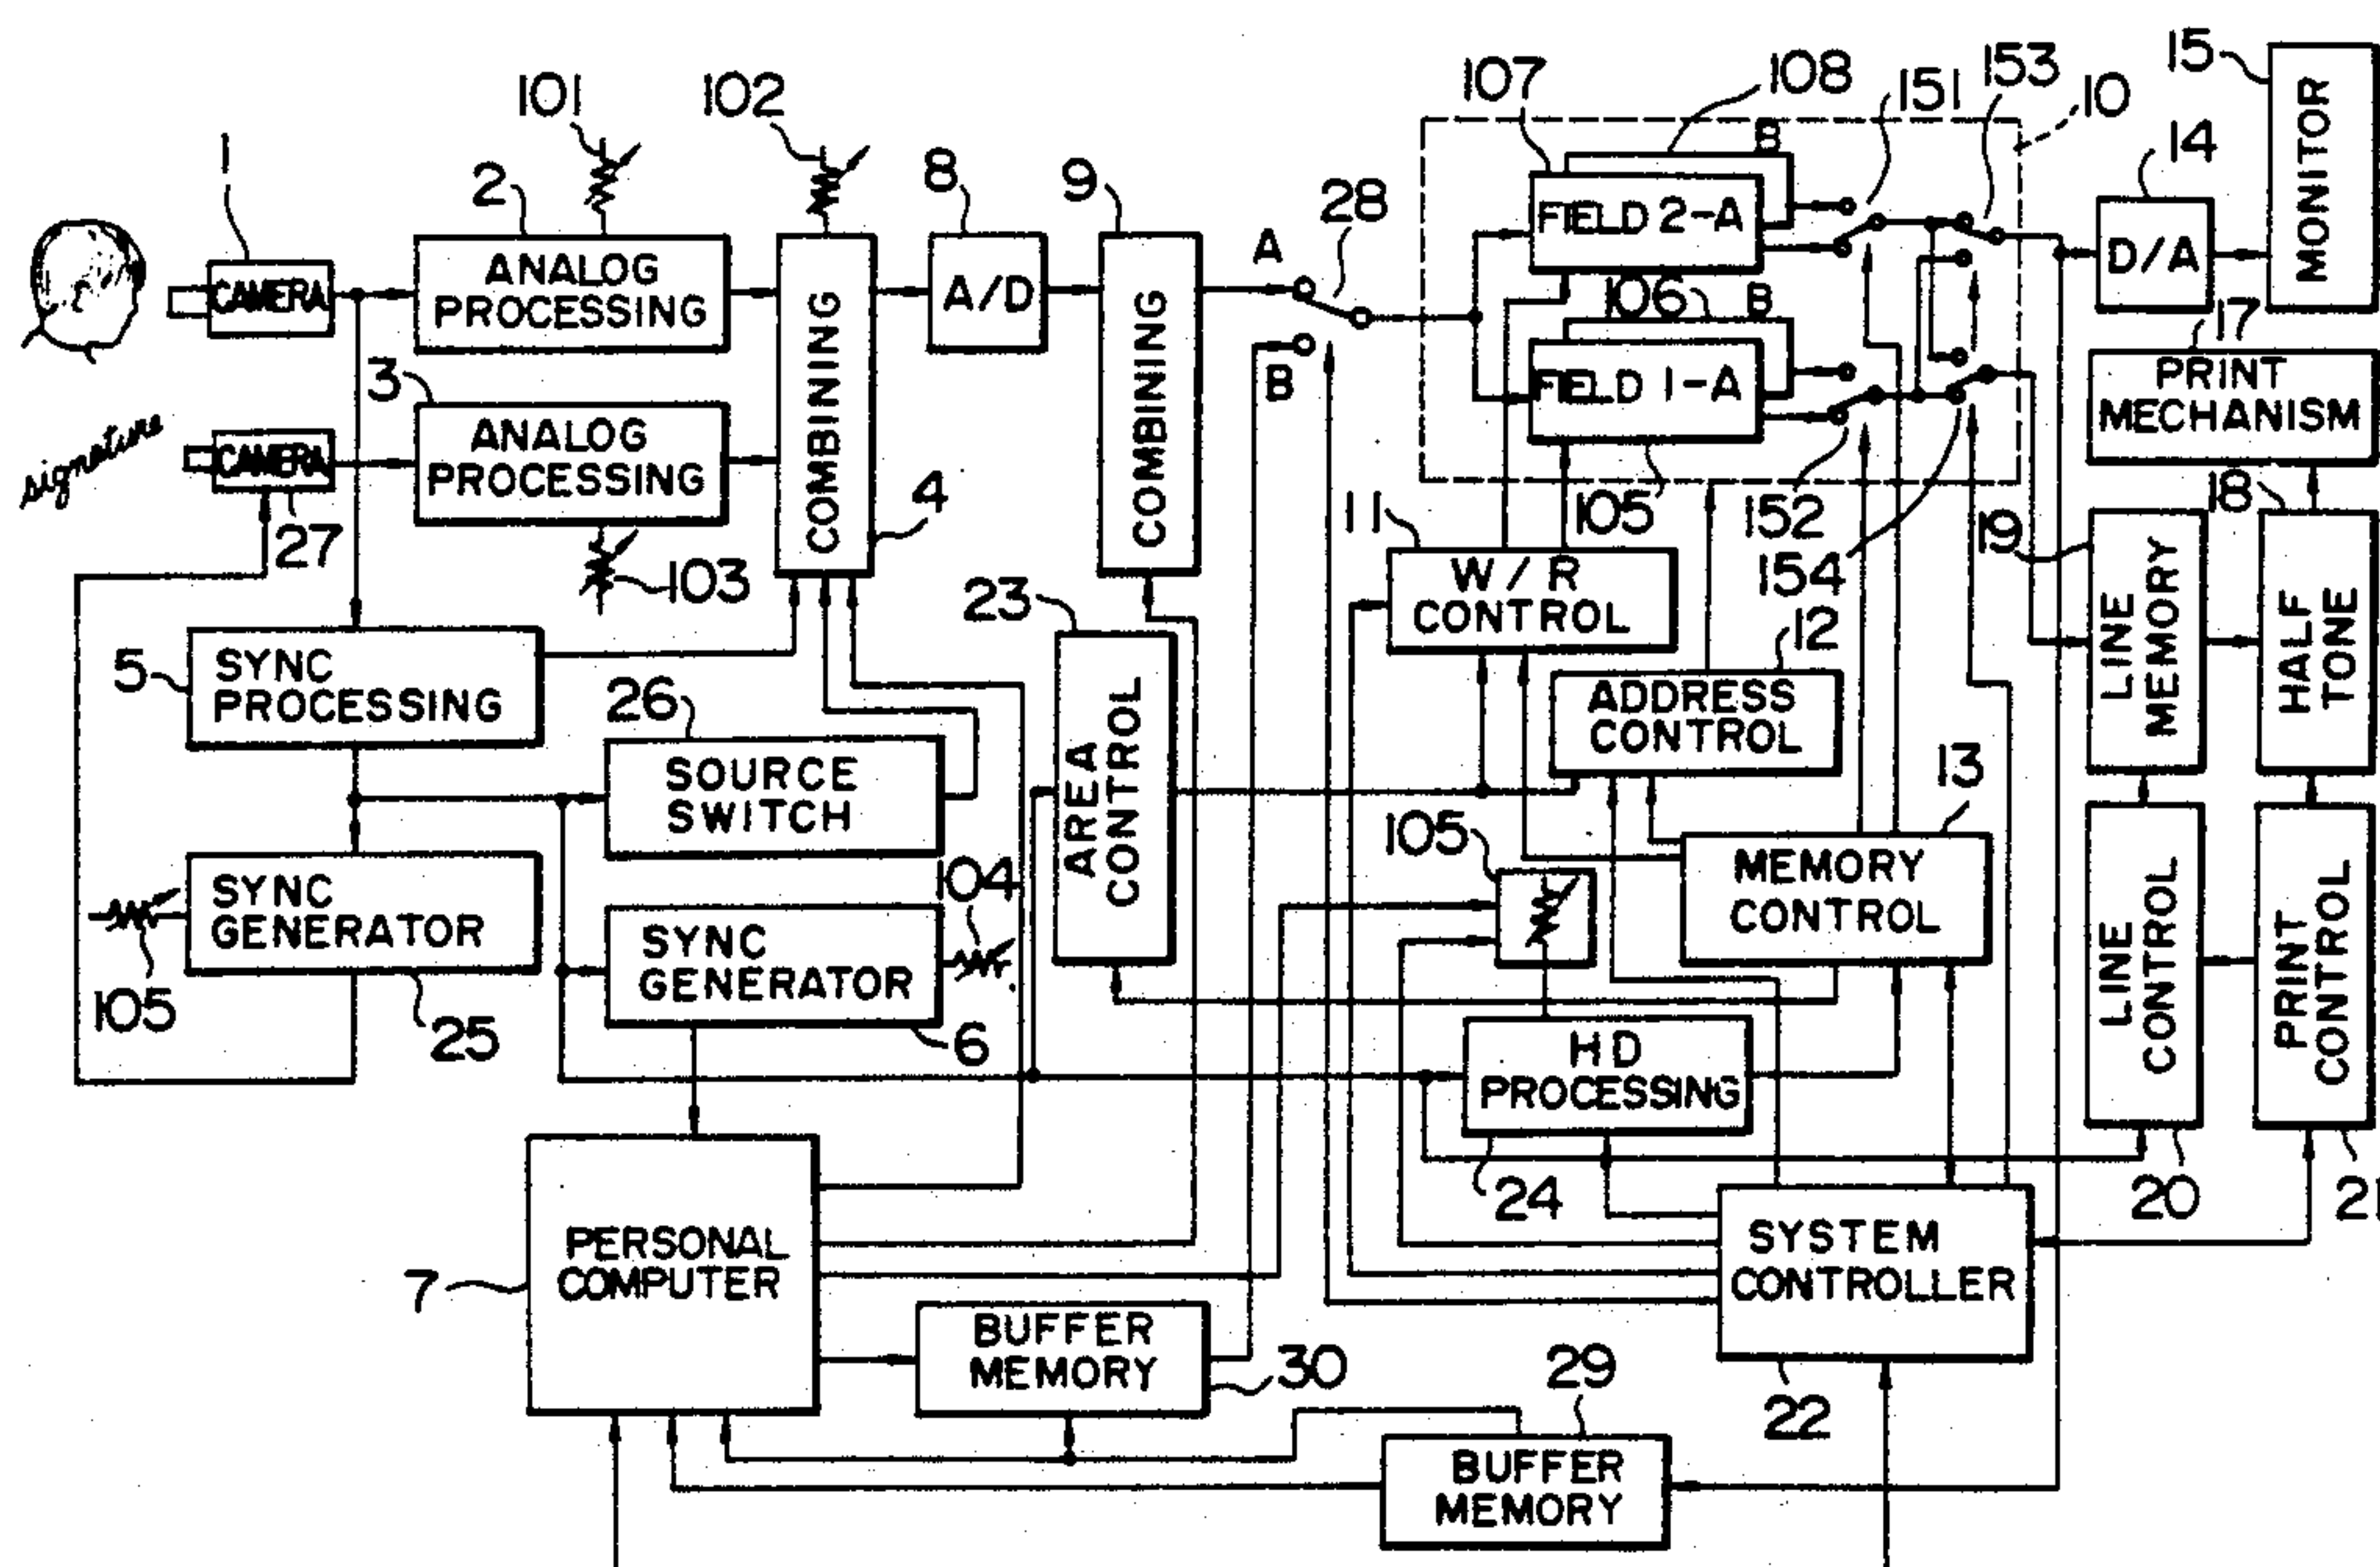 101
102
107
108
151
153
10
15
MONITOR
1
2
8
9
28
14
CAMERA
ANALOG
PROCESSING
COMBINING
A/D
COMBINING
A
B
B
FIELD 2-A
D/A
106
B
FIELD 1-A
17
PRINT
MECHANISM
3
signature
CAMERA
ANALOG
PROCESSING
27
103
4
23
11
105
152
154
19
18
W/R
CONTROL
12
LINE
MEMORY
HALF
TONE
5
SYNC
PROCESSING
26
SOURCE
SWITCH
AREA
CONTROL
ADDRESS
CONTROL
13
105
MEMORY
CONTROL
SYNC
GENERATOR
104
SYNC
GENERATOR
LINE
CONTROL
PRINT
CONTROL
105
25
6
HD
PROCESSING
24
20
21
7
PERSONAL
COMPUTER
SYSTEM
CONTROLLER
BUFFER
MEMORY
30
29
22
BUFFER
MEMORY